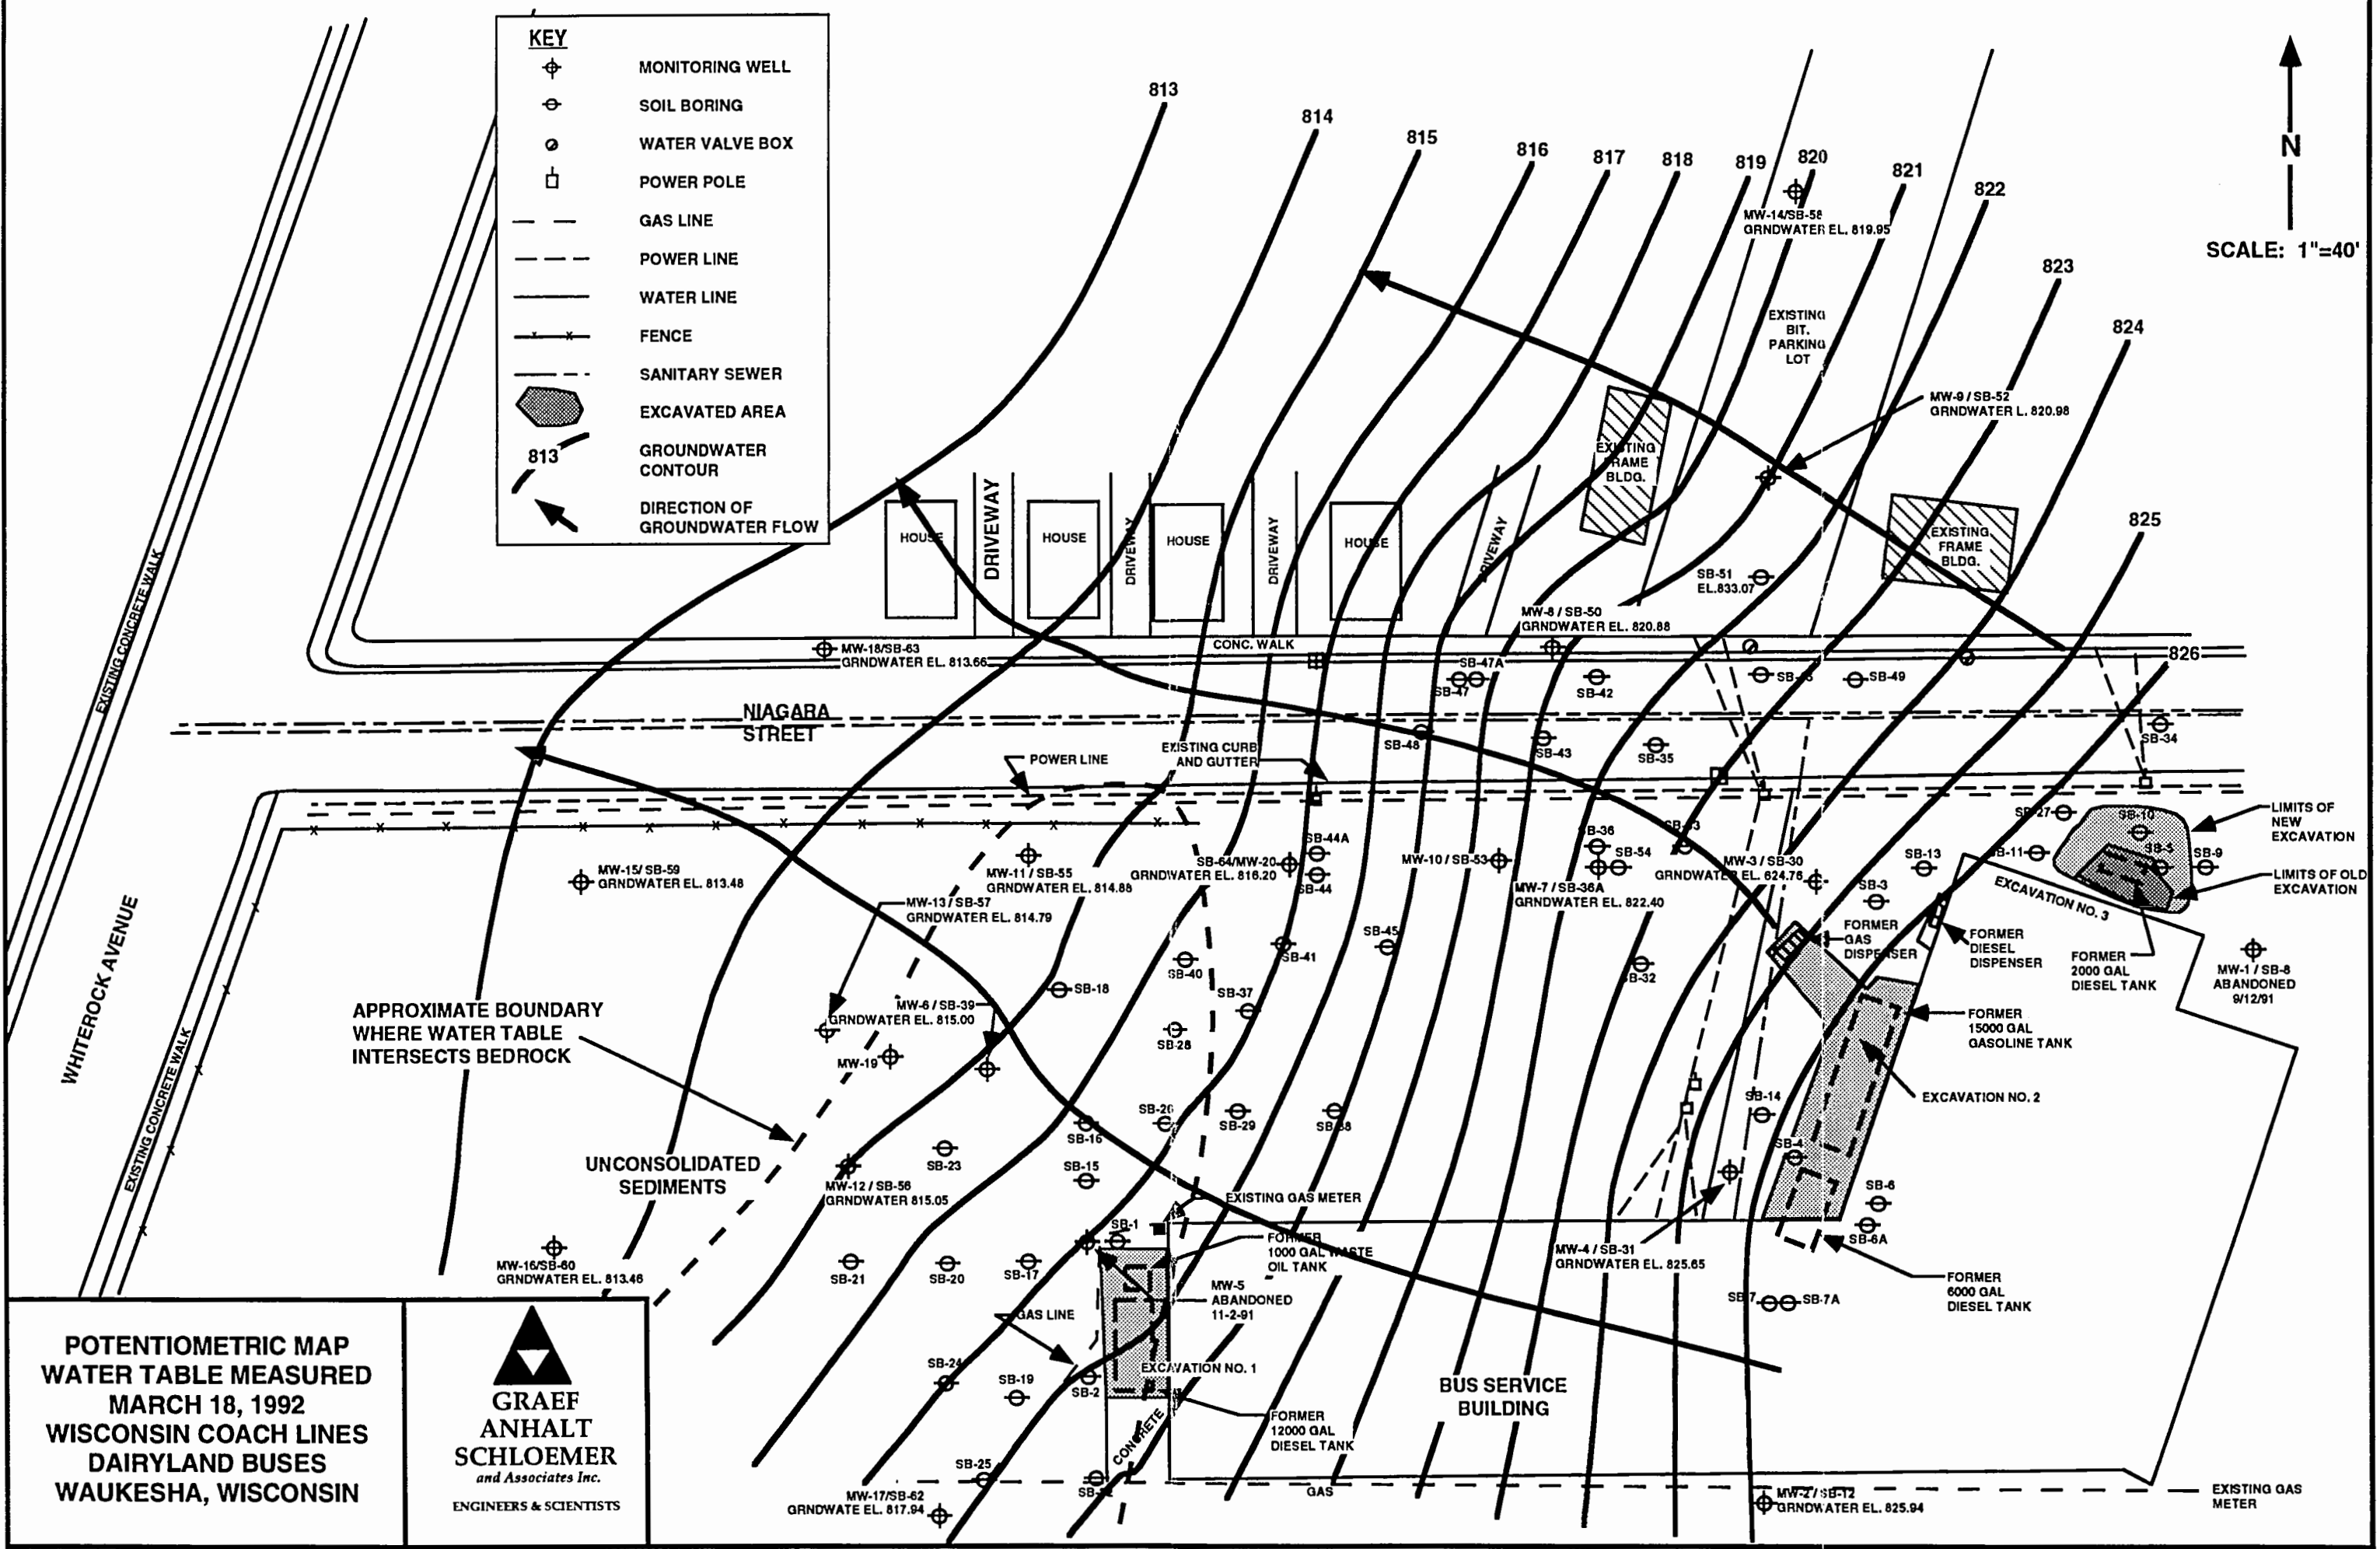 KEY
MONITORING WELL
SOIL BORING
WATER VALVE BOX
POWER POLE
GAS LINE
POWER LINE
WATER LINE
FENCE
SANITARY SEWER
EXCAVATED AREA
813
GROUNDWATER
CONTOUR
DIRECTION OF
GROUNDWATER FLOW
813
814
815
816
817
818
819
820
821
822
823
824
825
826
N
SCALE: 1"=40'
MW-14/SB-58
GRNDWATER EL. 819.95
EXISTING
BIT.
PARKING
LOT
MW-9 / SB-52
GRNDWATER L. 820.98
EXISTING
FRAME
BLDG.
EXISTING
FRAME
BLDG.
HOUSE
DRIVEWAY
HOUSE
DRIVEWAY
HOUSE
DRIVEWAY
HOUSE
DRIVEWAY
SB-51
EL.833.07
MW-8 / SB-50
GRNDWATER EL. 820.88
CONC. WALK
MW-18/SB-63
GRNDWATER EL. 813.66
SB-47A
SB-47
SB-42
SB-49
EXISTING CONCRETE WALK
NIAGARA
STREET
SB-48
SB-43
SB-35
SB-34
POWER LINE
EXISTING CURB
AND GUTTER
MW-15/ SB-59
GRNDWATER EL. 813.48
MW-11 / SB-55
GRNDWATER EL. 814.88
SB-64/MW-20
GRNDWATER EL. 816.20
SB-44A
SB-44
MW-10 / SB-53
SB-36
SB-54
MW-7 / SB-36A
GRNDWATER EL. 822.40
MW-3 / SB-30
GRNDWATER EL. 824.76
SB-3
SB-13
SB-11
SB-27
SB-10
SB-5
SB-9
LIMITS OF
NEW
EXCAVATION
LIMITS OF OLD
EXCAVATION
EXCAVATION NO. 3
MW-13 / SB-57
GRNDWATER EL. 814.79
FORMER
GAS
DISPENSER
FORMER
DIESEL
DISPENSER
FORMER
2000 GAL
DIESEL TANK
MW-1 / SB-8
ABANDONED
9/12/91
SB-45
SB-41
SB-40
SB-32
SB-18
SB-37
SB-28
MW-6 / SB-39
GRNDWATER EL. 815.00
MW-19
FORMER
15000 GAL
GASOLINE TANK
EXCAVATION NO. 2
WHITEROCK AVENUE
EXISTING CONCRETE WALK
APPROXIMATE BOUNDARY
WHERE WATER TABLE
INTERSECTS BEDROCK
UNCONSOLIDATED
SEDIMENTS
SB-26
SB-16
SB-29
SB-14
SB-4
SB-23
SB-15
MW-12 / SB-56
GRNDWATER 815.05
EXISTING GAS METER
SB-6
SB-6A
SB-1
FORMER
1000 GAL WASTE
OIL TANK
MW-4 / SB-31
GRNDWATER EL. 825.65
MW-16/SB-60
GRNDWATER EL. 813.46
SB-21
SB-20
SB-17
MW-5
ABANDONED
11-2-91
SB-7
SB-7A
FORMER
6000 GAL
DIESEL TANK
GAS LINE
EXCAVATION NO. 1
SB-24
SB-19
SB-2
BUS SERVICE
BUILDING
FORMER
12000 GAL
DIESEL TANK
CONCRETE
SB-25
GAS
MW-17/SB-62
GRNDWATE EL. 817.94
MW-2 / SB-12
GRNDWATER EL. 825.94
EXISTING GAS
METER
POTENTIOMETRIC MAP
WATER TABLE MEASURED
MARCH 18, 1992
WISCONSIN COACH LINES
DAIRYLAND BUSES
WAUKESHA, WISCONSIN
GRAEF
ANHALT
SCHLOEMER
and Associates Inc.
ENGINEERS & SCIENTISTS